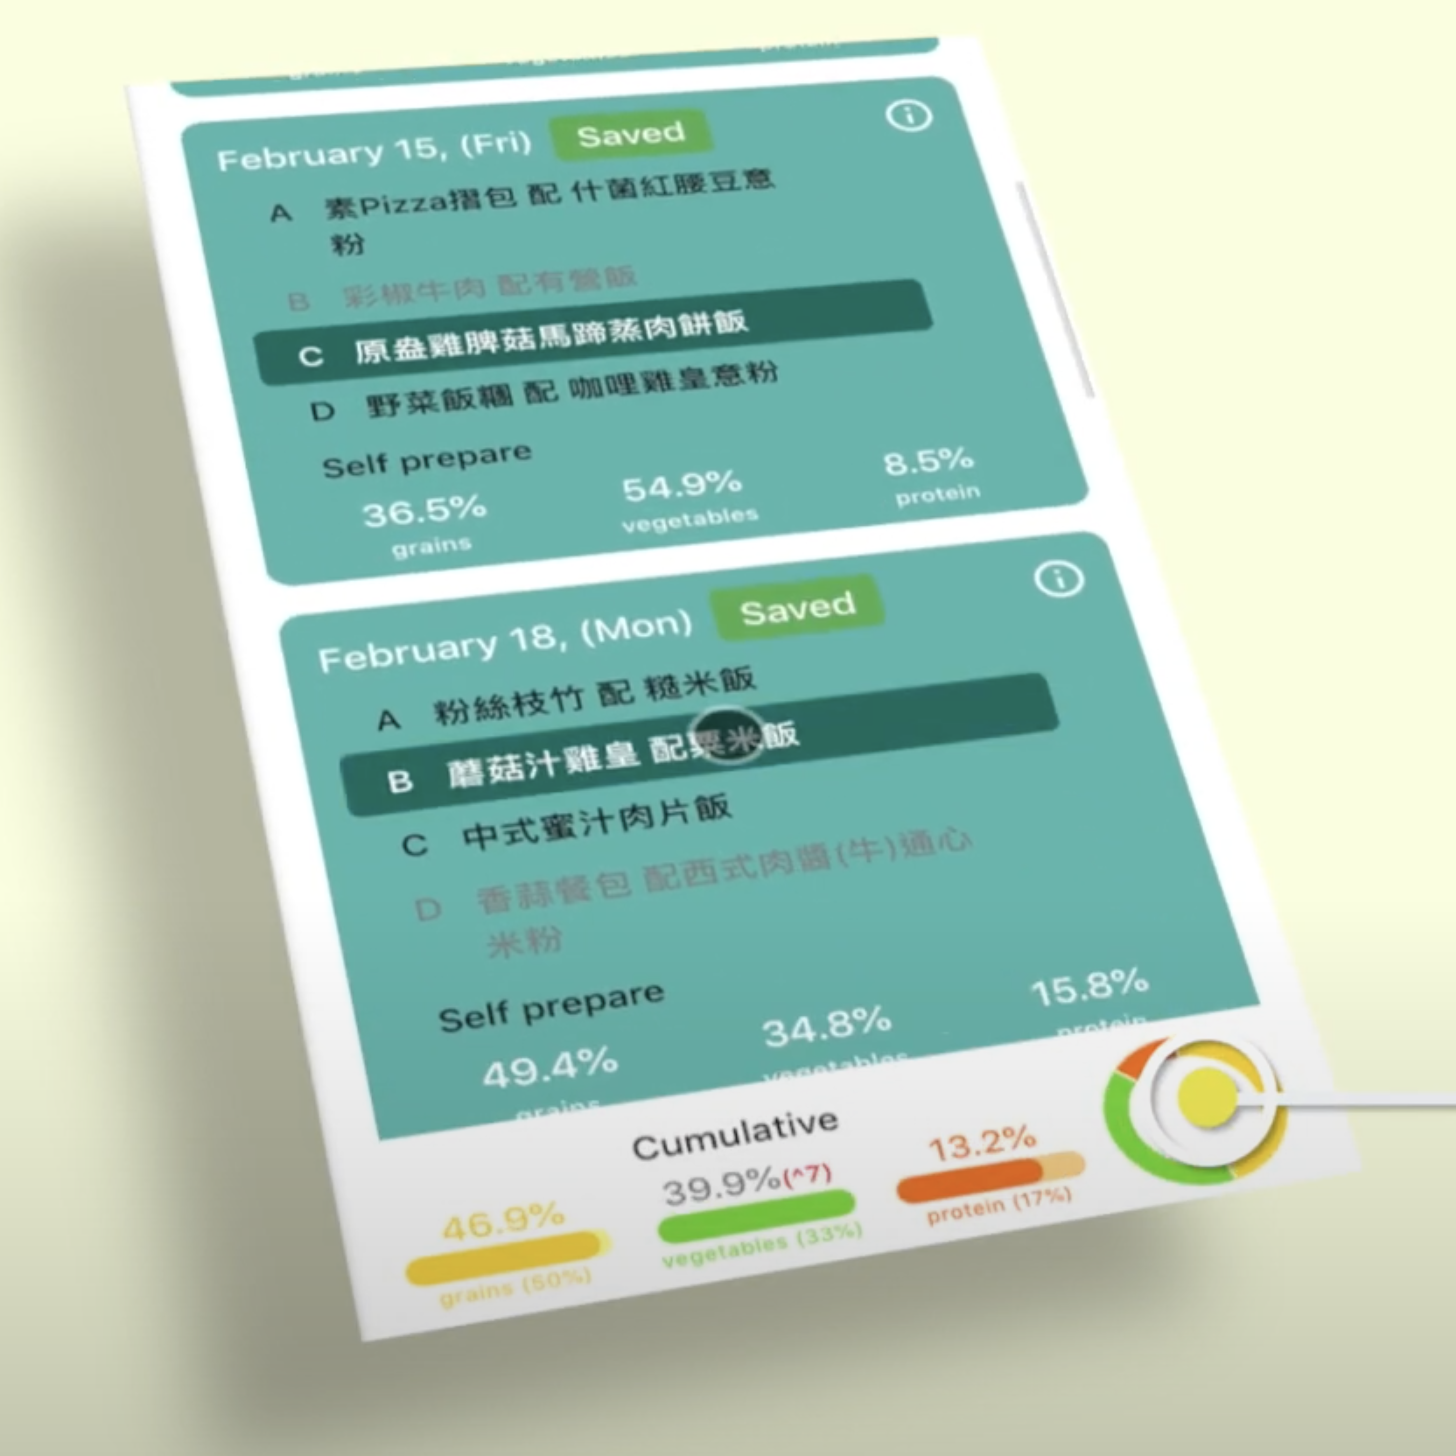 February 15, (Fri) Saved
A 素Pizza摺包 配 什菌紅腰豆意
粉
B 彩椒牛肉 配有營飯
C 原盅雞脾菇馬蹄蒸肉餅飯
D 野菜飯糰 配 咖哩雞皇意粉
Self prepare
36.5% 54.9% 8.5%
grains vegetables protein
February 18, (Mon) Saved
A 粉絲枝竹 配 糙米飯
B 蘑菇汁雞皇 配粟米飯
C 中式蜜汁肉片飯
D 香蒜餐包 配西式肉醬(牛)通心
米粉
Self prepare
49.4% 34.8% 15.8%
grains vegetables protein
Cumulative
46.9% 39.9%(^7) 13.2%
grains (50%) vegetables (33%) protein (17%)